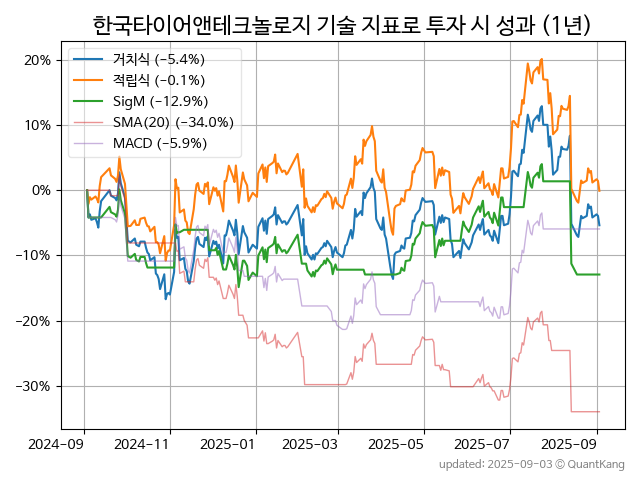 한국타이어앤테크놀로지 기술 지표로 투자 시 성과 (1년)
거치식 (−5.4%)
적립식 (−0.1%)
SigM (−12.9%)
SMA(20) (−34.0%)
MACD (−5.9%)
20%
10%
0%
−10%
−20%
−30%
2024-09 2024-11 2025-01 2025-03 2025-05 2025-07 2025-09
updated: 2025-09-03 ⓒ QuantKang